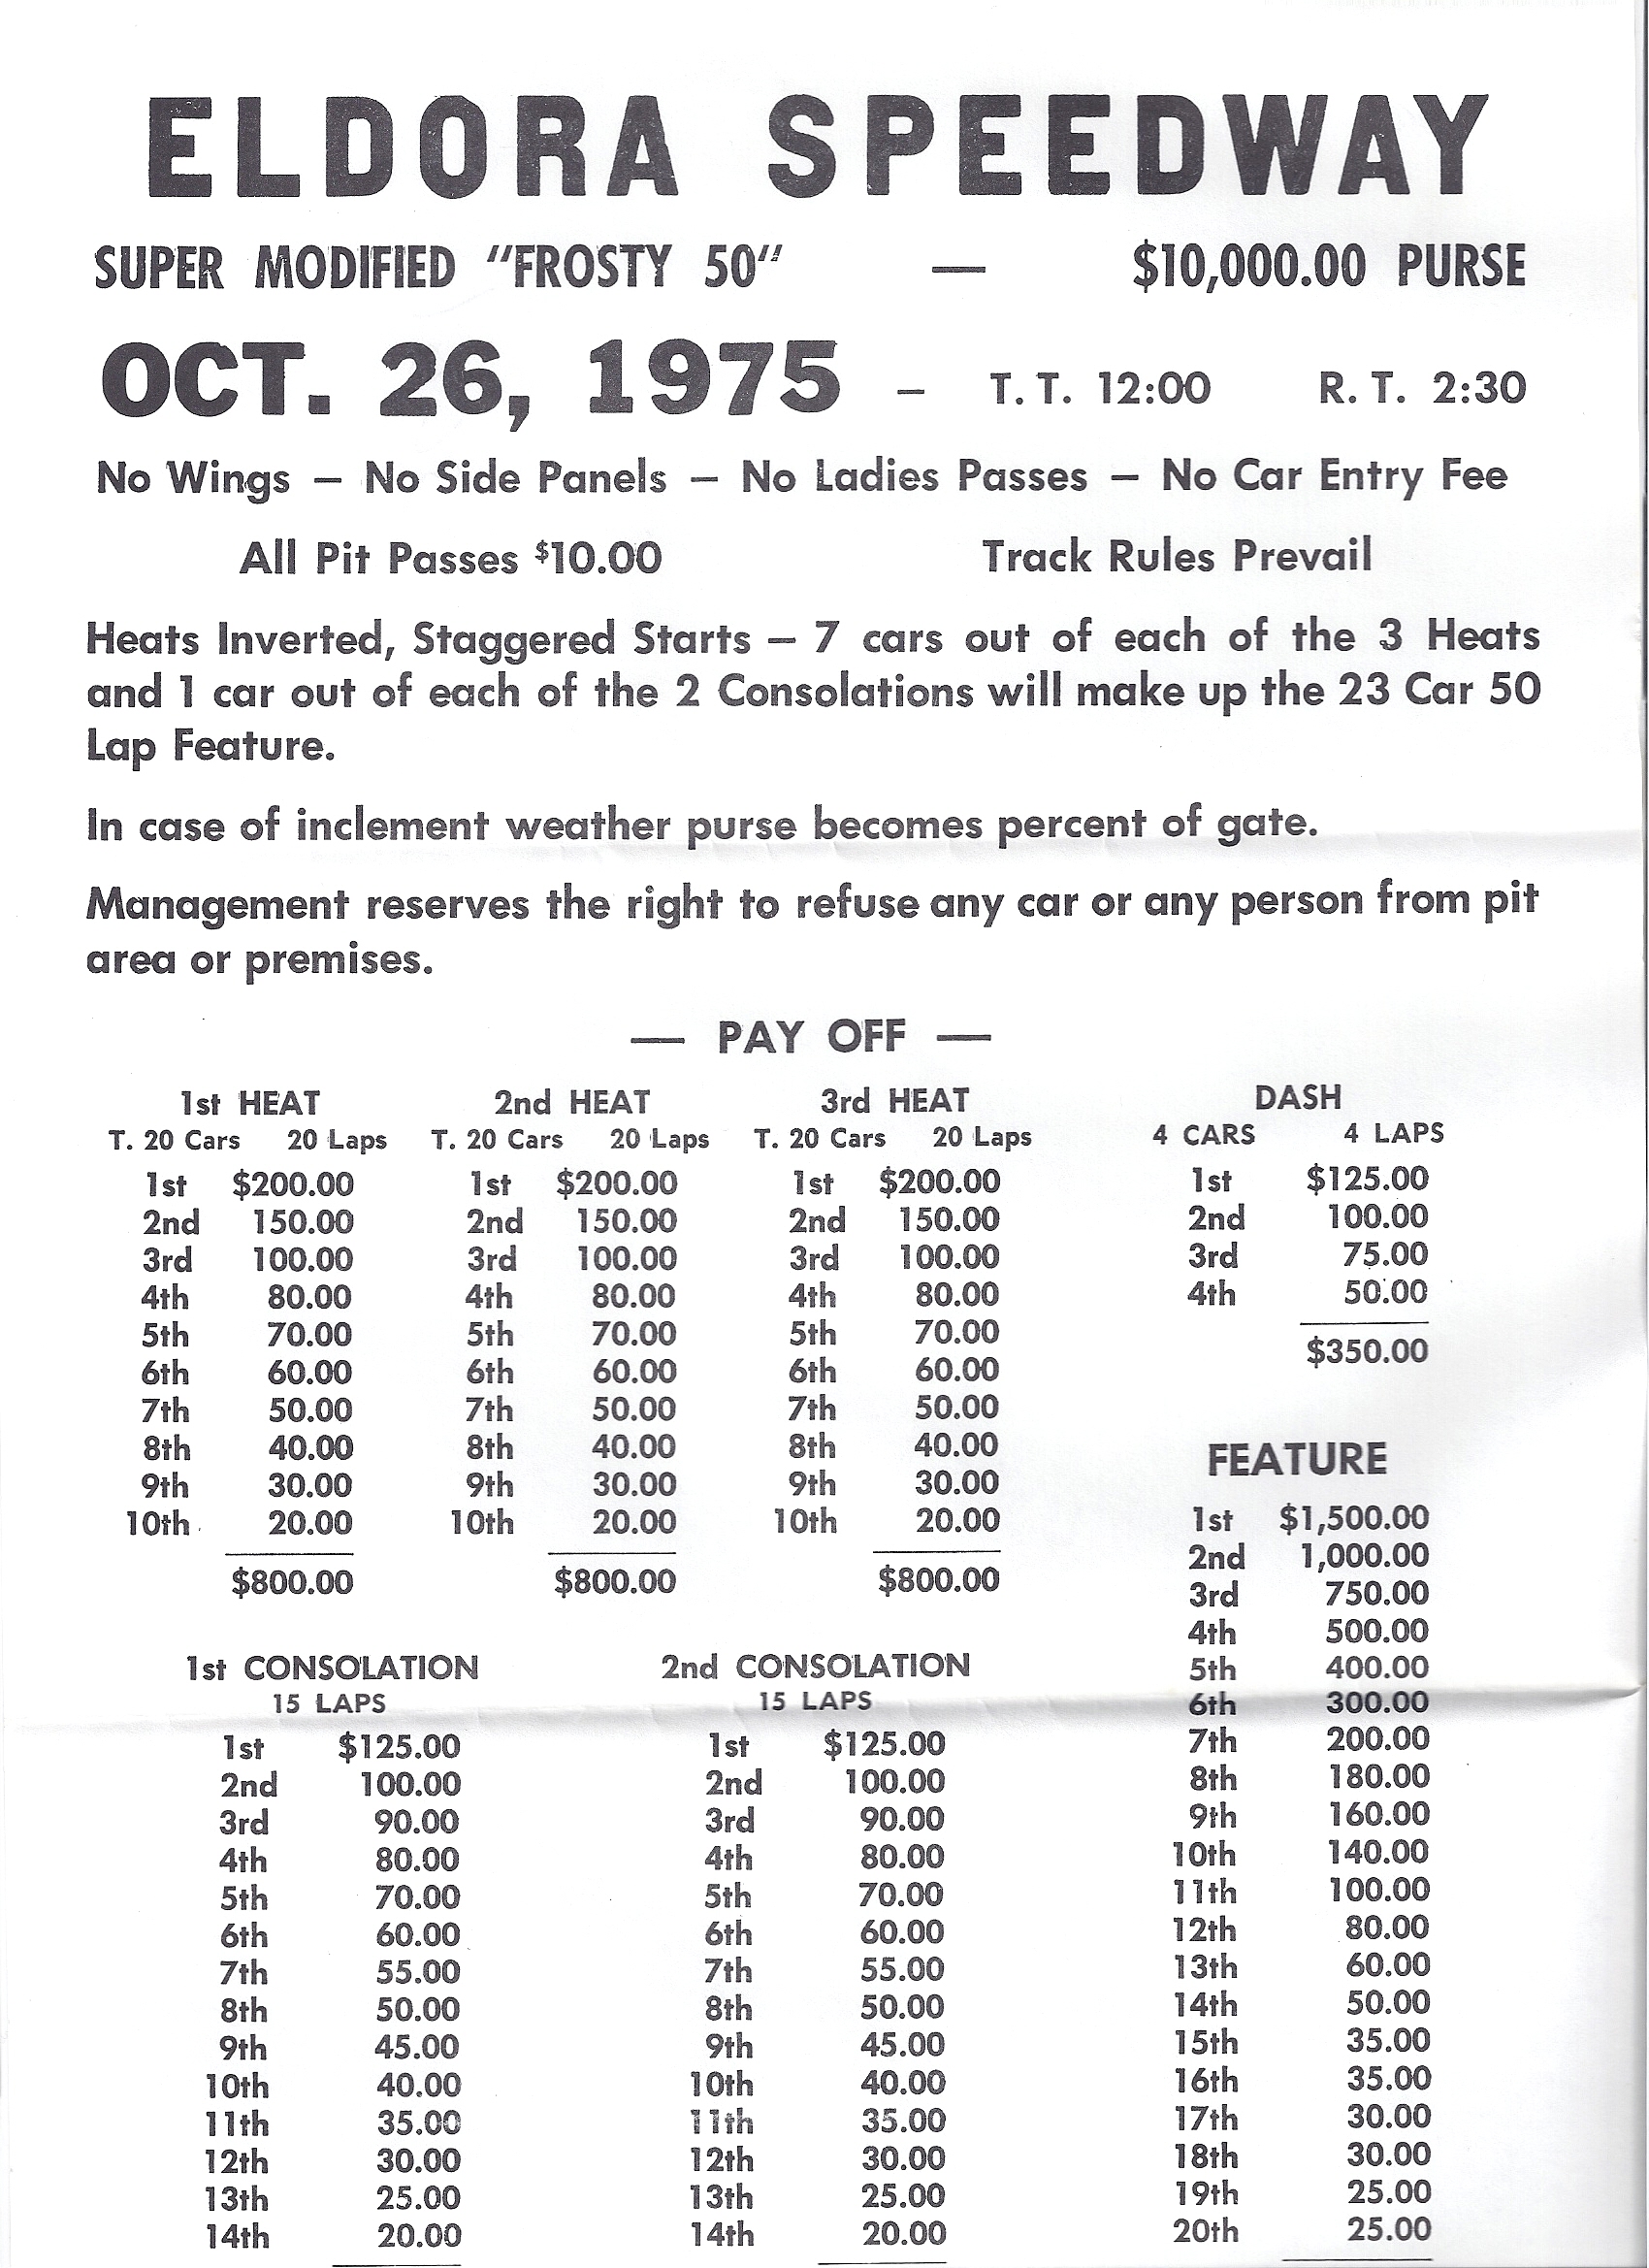 ELDORA SPEEDWAY
SUPER MODIFIED "FROSTY 50" — $10,000.00 PURSE
OCT. 26, 1975 – T. T. 12:00 R. T. 2:30
No Wings – No Side Panels – No Ladies Passes – No Car Entry Fee
All Pit Passes $10.00 Track Rules Prevail
Heats Inverted, Staggered Starts – 7 cars out of each of the 3 Heats
and 1 car out of each of the 2 Consolations will make up the 23 Car 50
Lap Feature.
In case of inclement weather purse becomes percent of gate.
Management reserves the right to refuse any car or any person from pit
area or premises.
— PAY OFF —
1st HEAT
T. 20 Cars 20 Laps
1st $200.00
2nd 150.00
3rd 100.00
4th 80.00
5th 70.00
6th 60.00
7th 50.00
8th 40.00
9th 30.00
10th 20.00
$800.00
2nd HEAT
T. 20 Cars 20 Laps
1st $200.00
2nd 150.00
3rd 100.00
4th 80.00
5th 70.00
6th 60.00
7th 50.00
8th 40.00
9th 30.00
10th 20.00
$800.00
3rd HEAT
T. 20 Cars 20 Laps
1st $200.00
2nd 150.00
3rd 100.00
4th 80.00
5th 70.00
6th 60.00
7th 50.00
8th 40.00
9th 30.00
10th 20.00
$800.00
DASH
4 CARS 4 LAPS
1st $125.00
2nd 100.00
3rd 75.00
4th 50.00
$350.00
1st CONSOLATION
15 LAPS
1st $125.00
2nd 100.00
3rd 90.00
4th 80.00
5th 70.00
6th 60.00
7th 55.00
8th 50.00
9th 45.00
10th 40.00
11th 35.00
12th 30.00
13th 25.00
14th 20.00
2nd CONSOLATION
15 LAPS
1st $125.00
2nd 100.00
3rd 90.00
4th 80.00
5th 70.00
6th 60.00
7th 55.00
8th 50.00
9th 45.00
10th 40.00
11th 35.00
12th 30.00
13th 25.00
14th 20.00
FEATURE
1st $1,500.00
2nd 1,000.00
3rd 750.00
4th 500.00
5th 400.00
6th 300.00
7th 200.00
8th 180.00
9th 160.00
10th 140.00
11th 100.00
12th 80.00
13th 60.00
14th 50.00
15th 35.00
16th 35.00
17th 30.00
18th 30.00
19th 25.00
20th 25.00